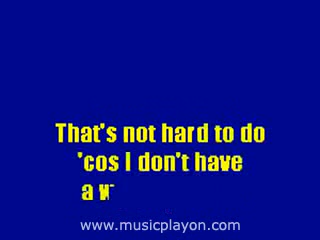 That's not hard to do
'cos I don't have
a
www.musicplayon.com